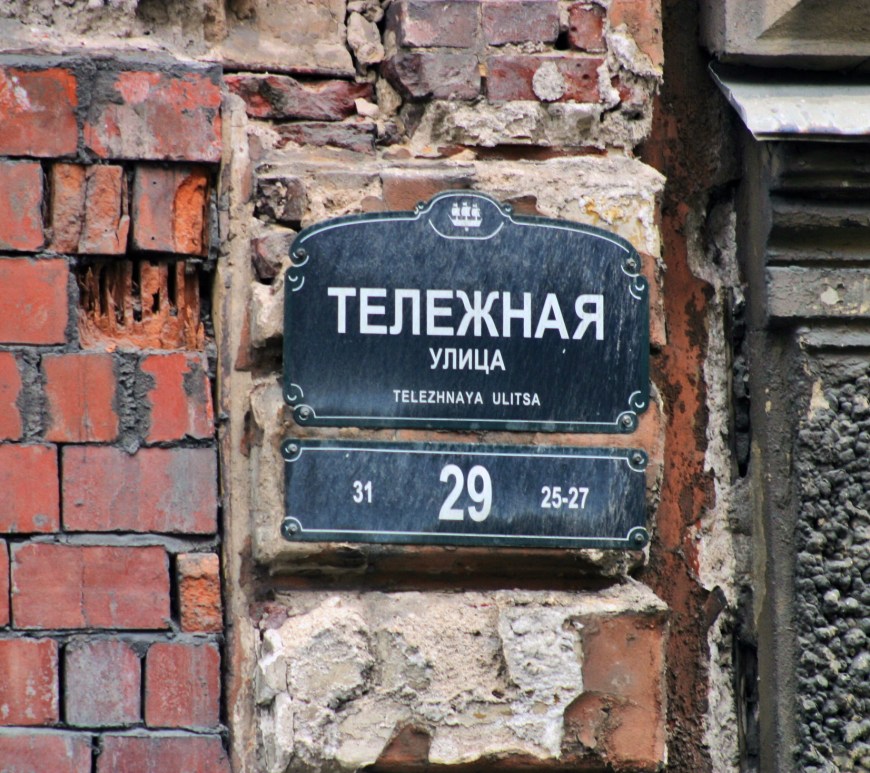 ТЕЛЕЖНАЯ
УЛИЦА
TELEZHNAYA ULITSA
31 29 25-27